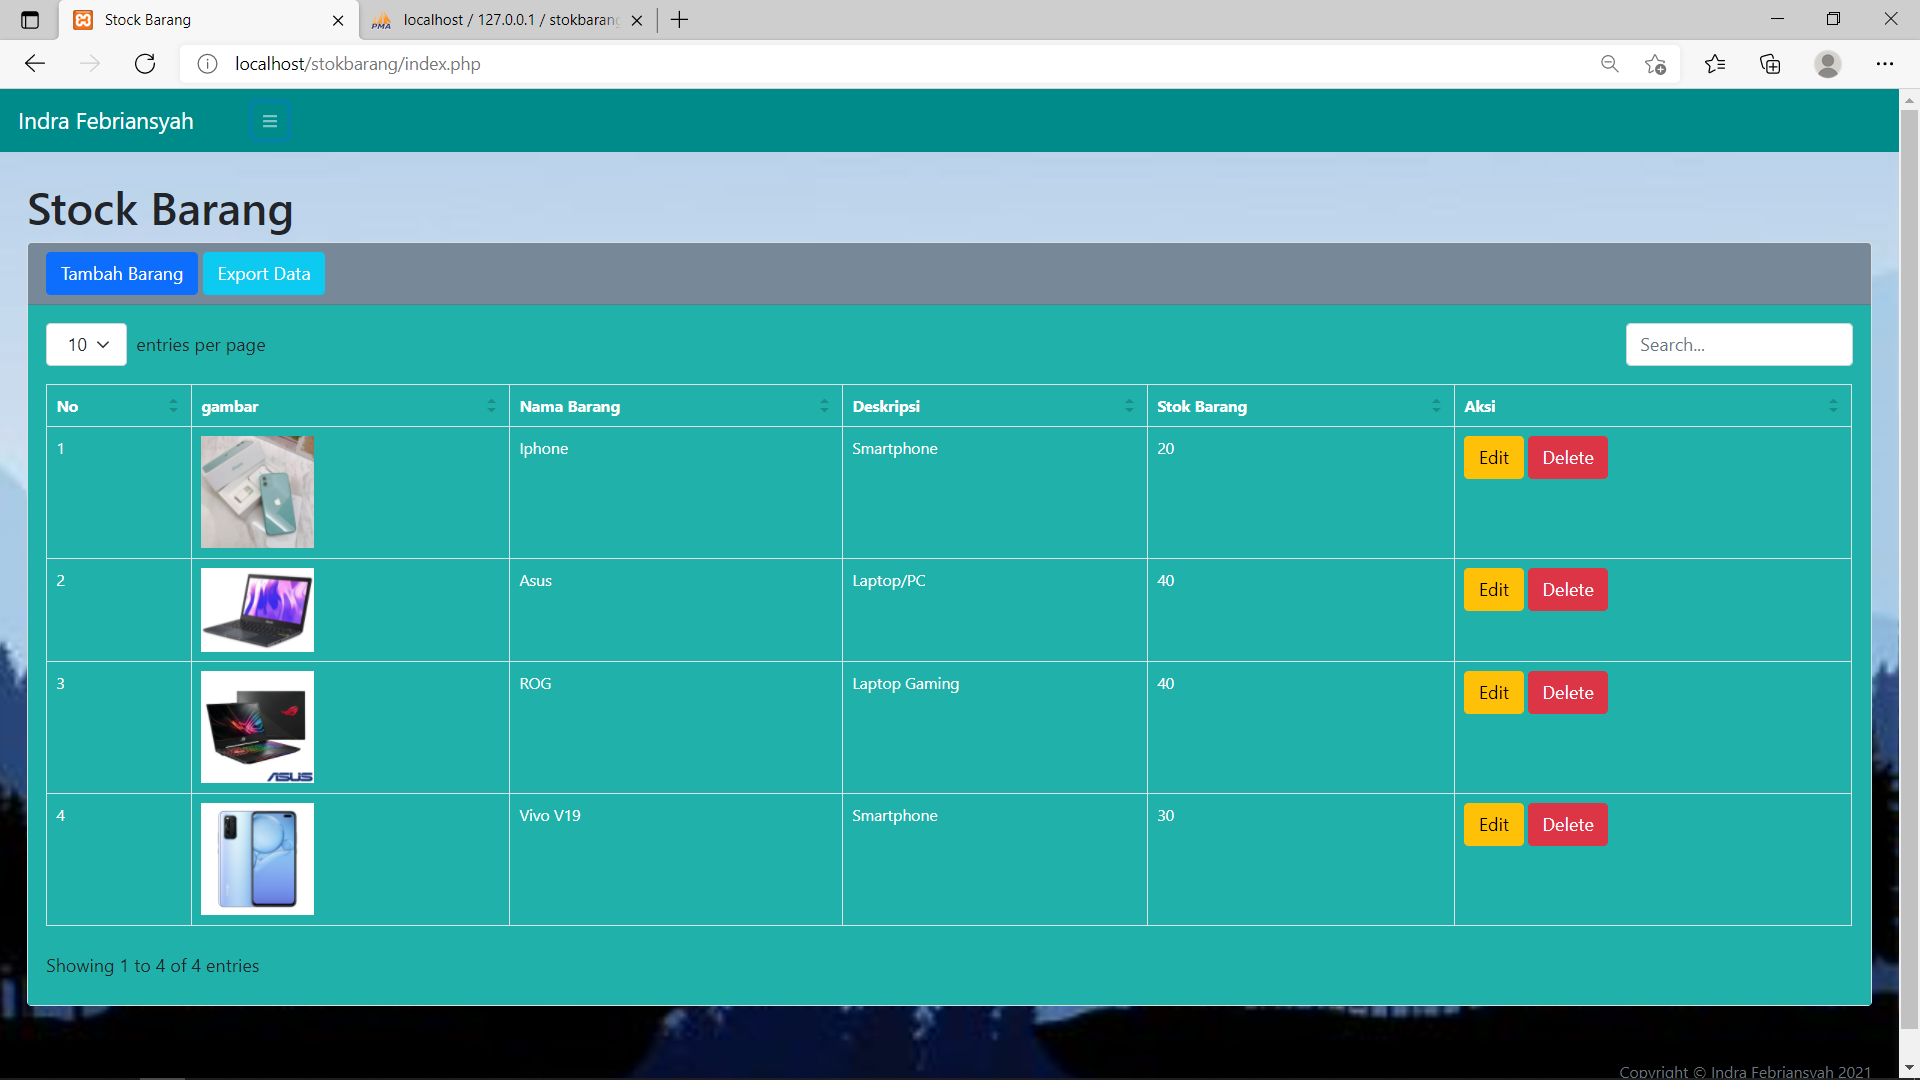 Stock Barang
localhost / 127.0.0.1 / stokbarang
localhost/stokbarang/index.php
Indra Febriansyah
Stock Barang
Tambah Barang Export Data
10 entries per page Search...
No gambar Nama Barang Deskripsi Stok Barang Aksi
1 Iphone Smartphone 20 Edit Delete
2 Asus Laptop/PC 40 Edit Delete
3 ROG Laptop Gaming 40 Edit Delete
ASUS
4 Vivo V19 Smartphone 30 Edit Delete
Showing 1 to 4 of 4 entries
Copyright © Indra Febriansyah 2021